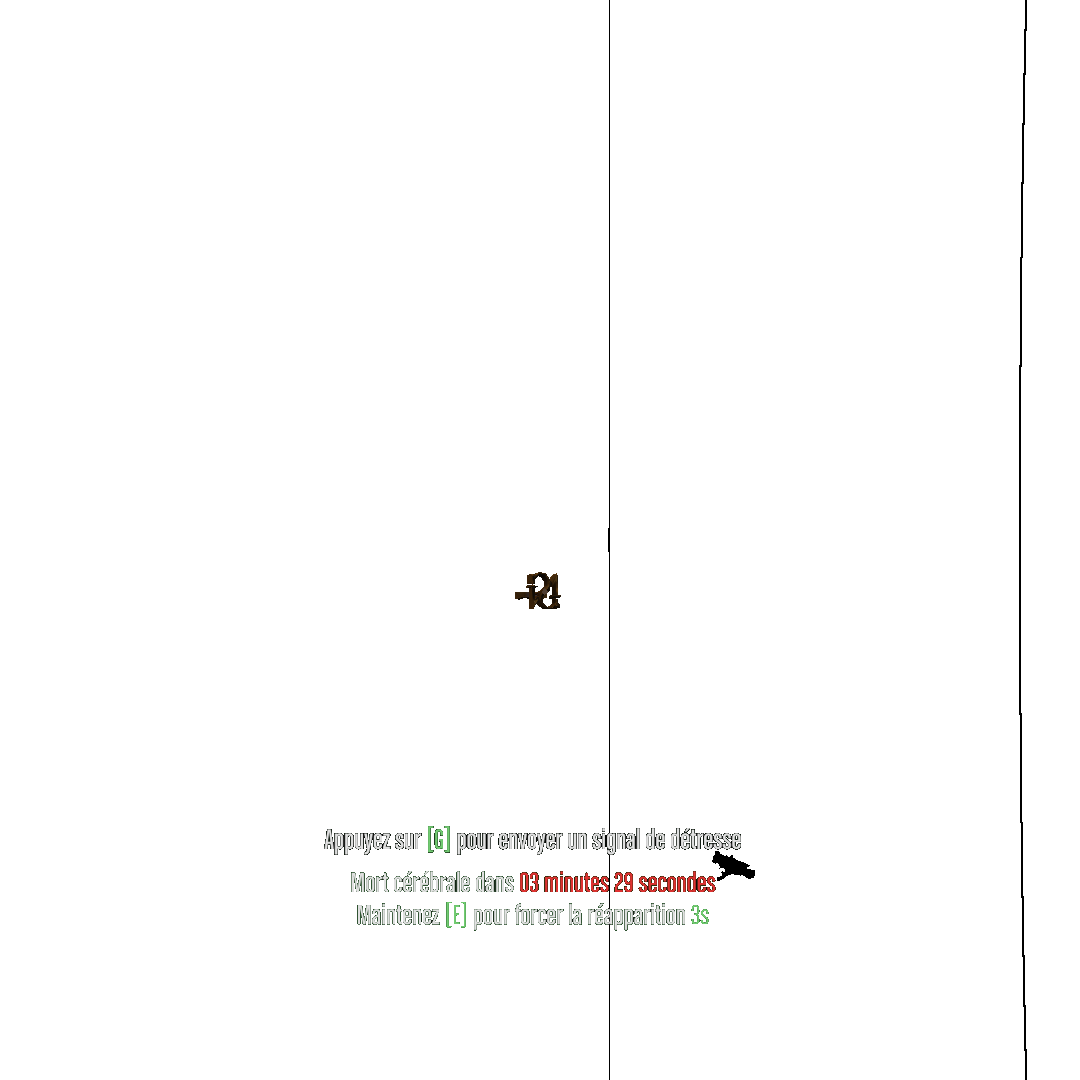 Appuyez sur [G] pour envoyer un signal de détresse
Mort cérébrale dans 03 minutes 29 secondes
Maintenez [E] pour forcer la réapparition 3s